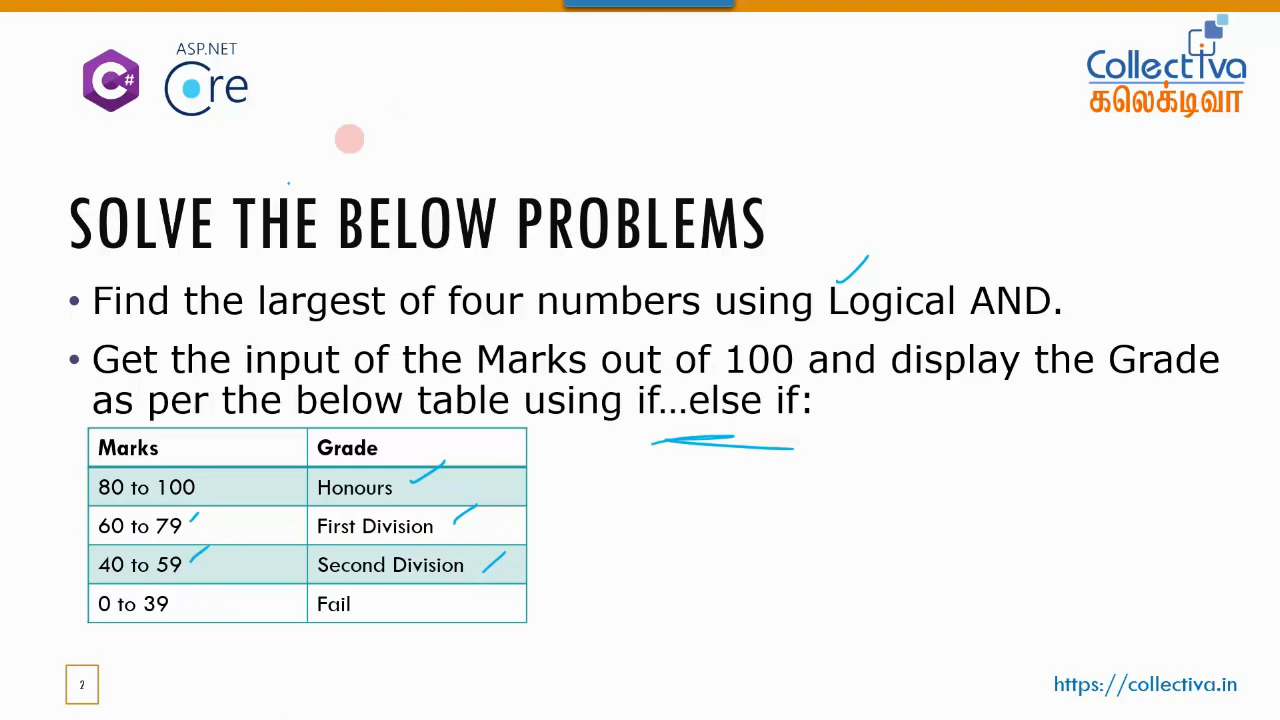 ASP.NET
C#
Core
Collectiva
கலெக்டிவா
SOLVE THE BELOW PROBLEMS
• Find the largest of four numbers using Logical AND.
• Get the input of the Marks out of 100 and display the Grade
as per the below table using if...else if:
Marks Grade
80 to 100 Honours
60 to 79 First Division
40 to 59 Second Division
0 to 39 Fail
2
https://collectiva.in